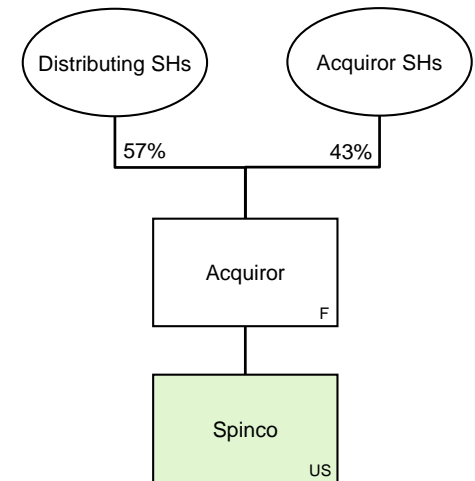 Distributing SHs
Acquiror SHs
57%
43%
Acquiror
F
Spinco
US